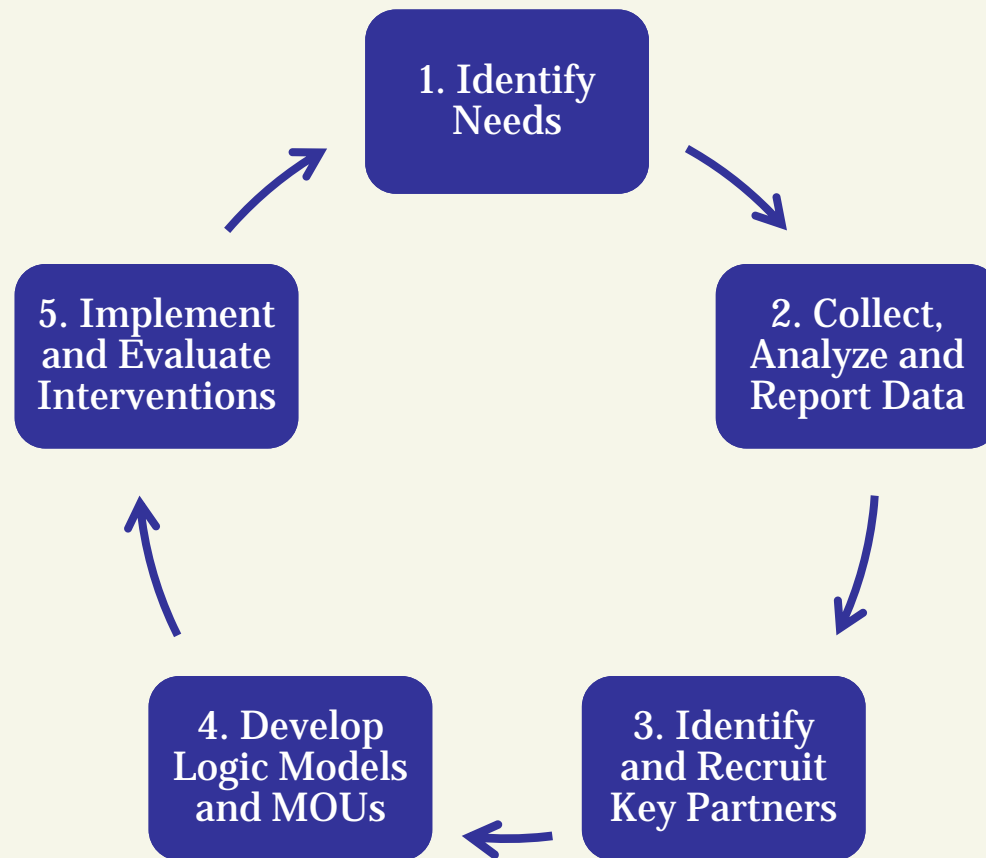 1. Identify
Needs
2. Collect,
Analyze and
Report Data
3. Identify
and Recruit
Key Partners
4. Develop
Logic Models
and MOUs
5. Implement
and Evaluate
Interventions